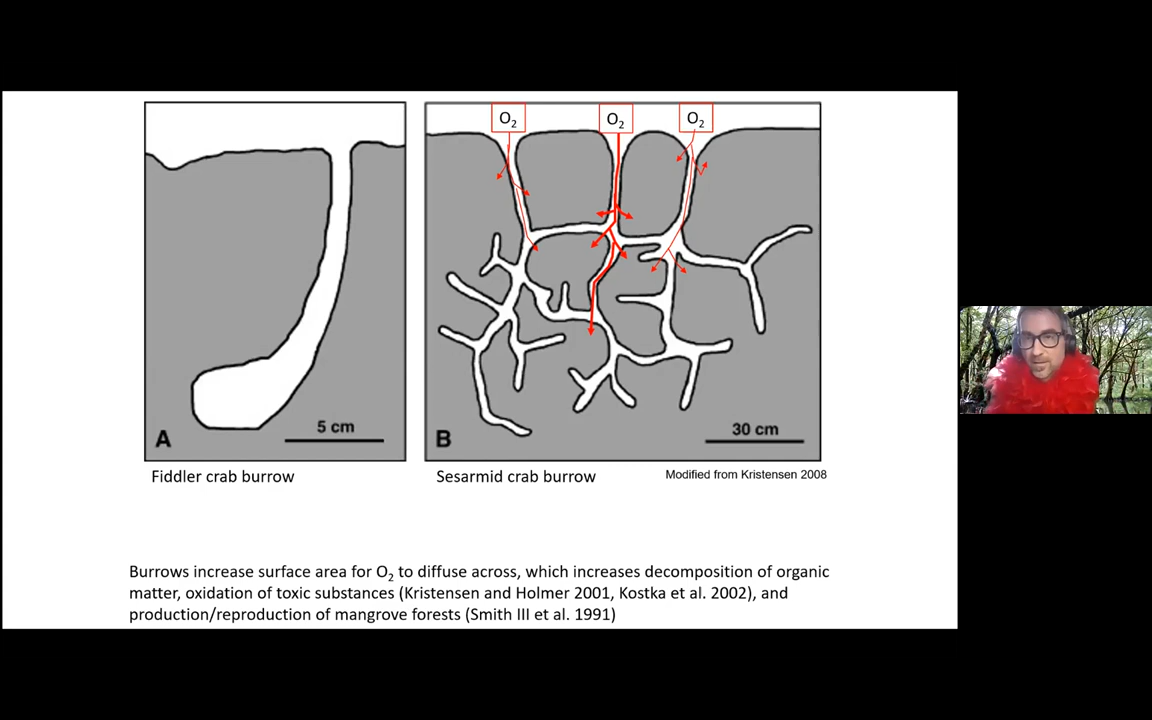 O2 O2 O2
A 5 cm
B 30 cm
Fiddler crab burrow
Sesarmid crab burrow
Modified from Kristensen 2008
Burrows increase surface area for O2 to diffuse across, which increases decomposition of organic
matter, oxidation of toxic substances (Kristensen and Holmer 2001, Kostka et al. 2002), and
production/reproduction of mangrove forests (Smith III et al. 1991)